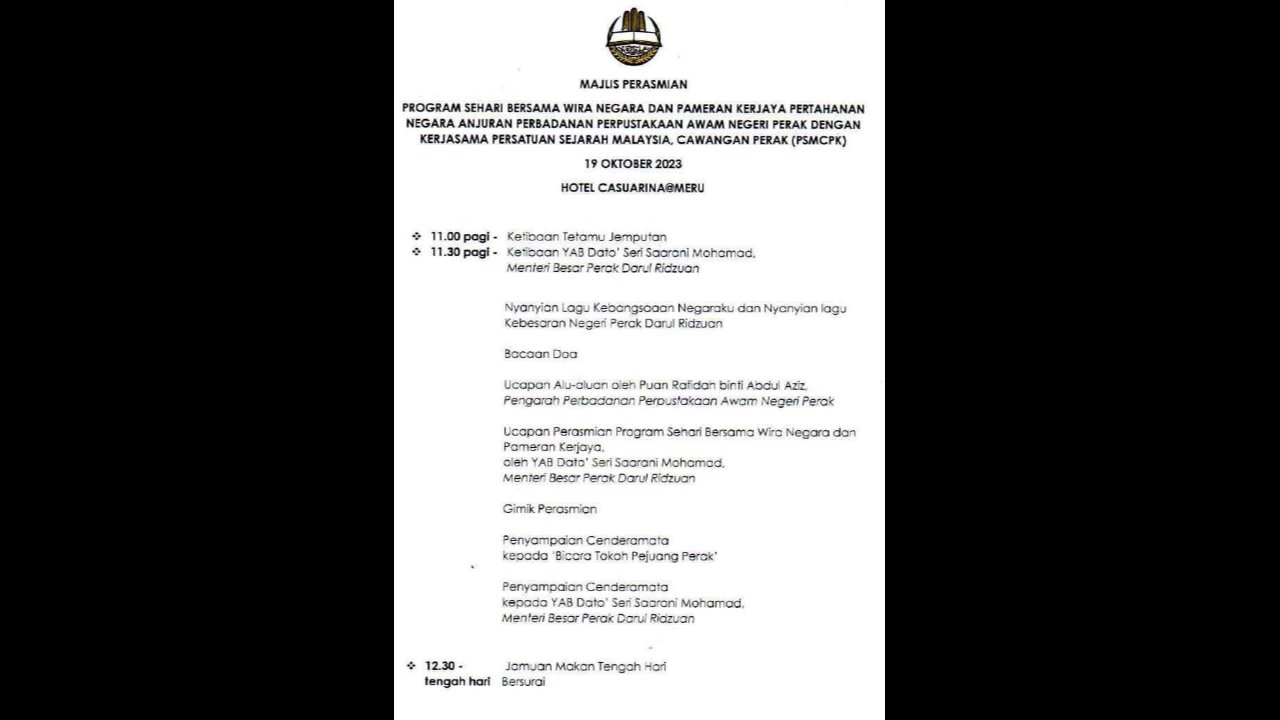 MAJLIS PERASMIAN
PROGRAM SEHARI BERSAMA WIRA NEGARA DAN PAMERAN KERJAYA PERTAHANAN
NEGARA ANJURAN PERBADANAN PERPUSTAKAAN AWAM NEGERI PERAK DENGAN
KERJASAMA PERSATUAN SEJARAH MALAYSIA, CAWANGAN PERAK (PSMCPK)
19 OKTOBER 2023
HOTEL CASUARINA@MERU
❖ 11.00 pagi - Ketibaan Tetamu Jemputan
❖ 11.30 pagi - Ketibaan YAB Dato' Seri Saarani Mohamad,
Menteri Besar Perak Darul Ridzuan
Nyanyian Lagu Kebangsaaan Negaraku dan Nyanyian lagu
Kebesaran Negeri Perak Darul Ridzuan
Bacaan Doa
Ucapan Alu-aluan oleh Puan Rafidah binti Abdul Aziz,
Pengarah Perbadanan Perpustakaan Awam Negeri Perak
Ucapan Perasmian Program Sehari Bersama Wira Negara dan
Pameran Kerjaya,
oleh YAB Dato' Seri Saarani Mohamad,
Menteri Besar Perak Darul Ridzuan
Gimik Perasmian
Penyampaian Cenderamata
kepada 'Bicara Tokoh Pejuang Perak'
Penyampaian Cenderamata
kepada YAB Dato' Seri Saarani Mohamad,
Menteri Besar Perak Darul Ridzuan
❖ 12.30 - Jamuan Makan Tengah Hari
tengah hari Bersurai